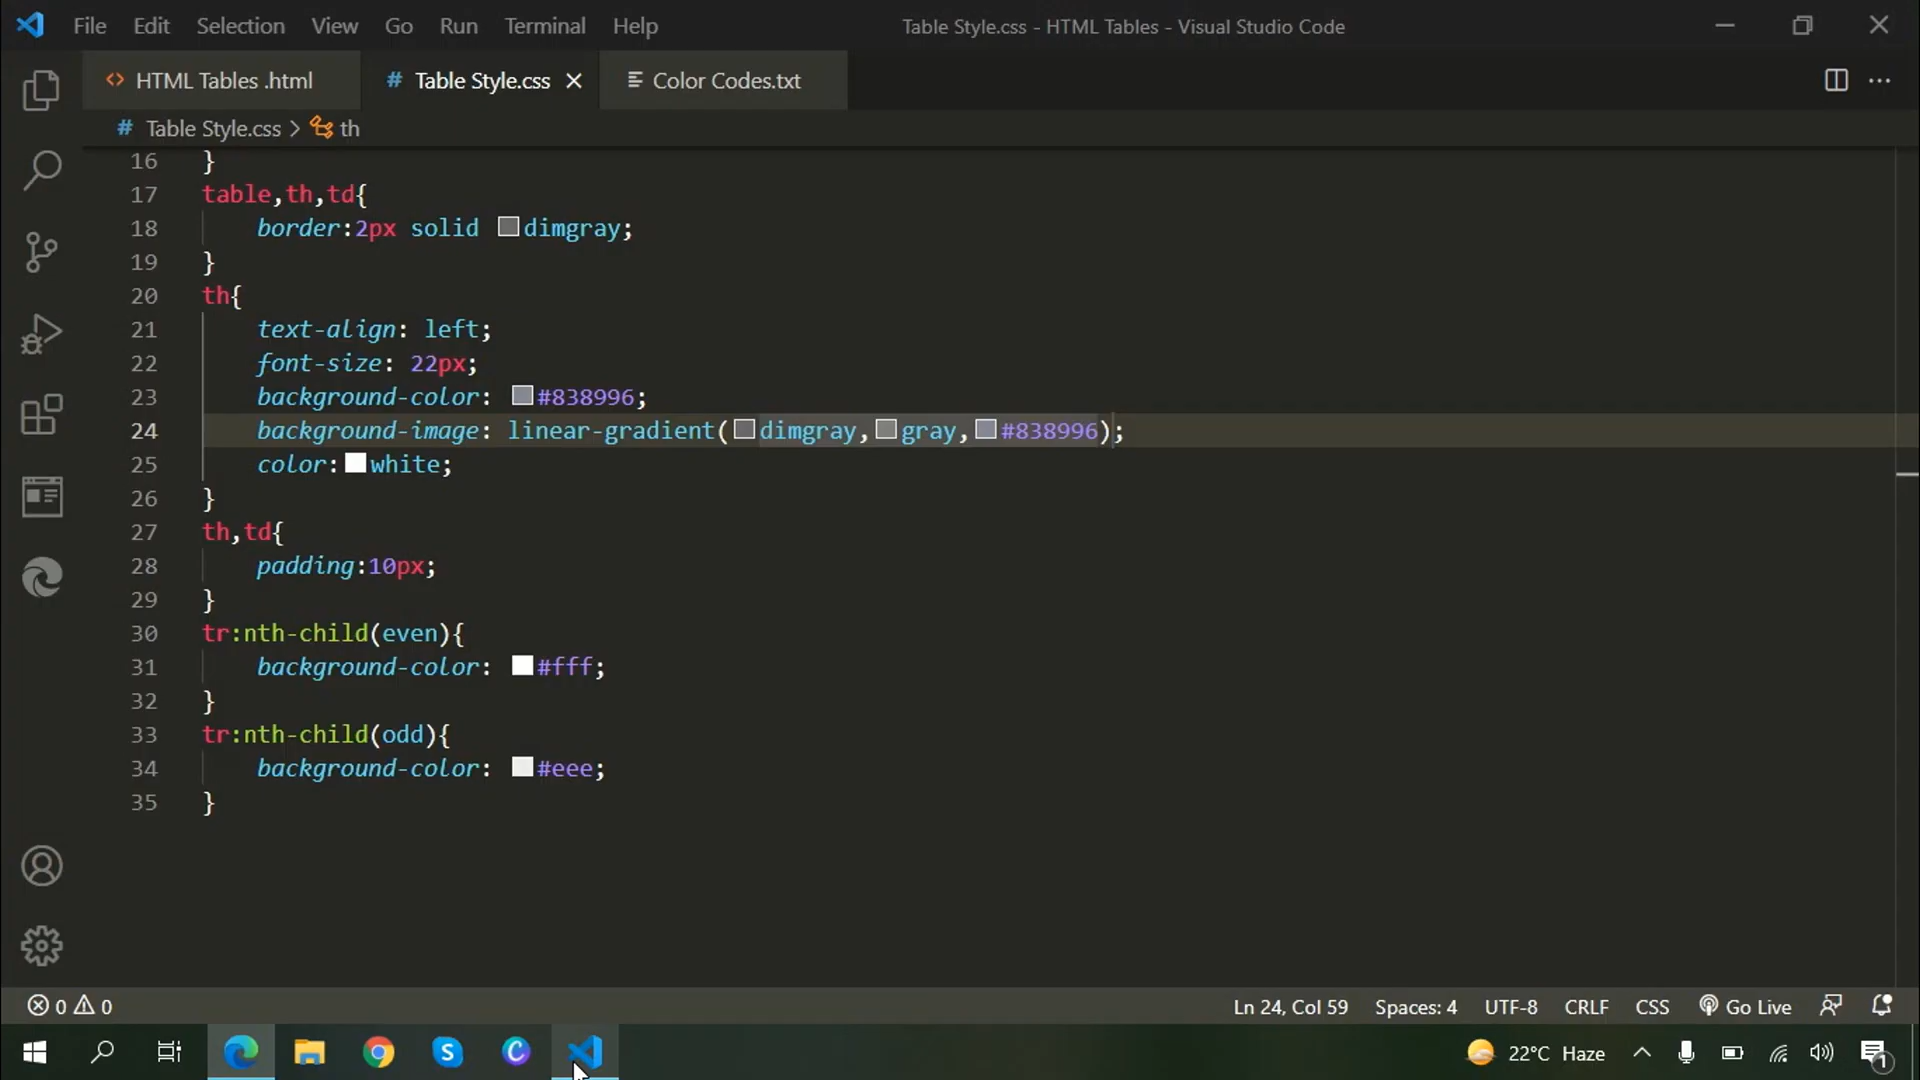 File Edit Selection View Go Run Terminal Help Table Style.css - HTML Tables - Visual Studio Code
<> HTML Tables .html # Table Style.css Color Codes.txt
# Table Style.css > th
16 }
17 table,th,td{
18 border:2px solid dimgray;
19 }
20 th{
21 text-align: left;
22 font-size: 22px;
23 background-color: #838996;
24 background-image: linear-gradient(dimgray,gray,#838996);
25 color:white;
26 }
27 th,td{
28 padding:10px;
29 }
30 tr:nth-child(even){
31 background-color: #fff;
32 }
33 tr:nth-child(odd){
34 background-color: #eee;
35 }
0 0 Ln 24, Col 59 Spaces: 4 UTF-8 CRLF CSS Go Live
22°C Haze 1